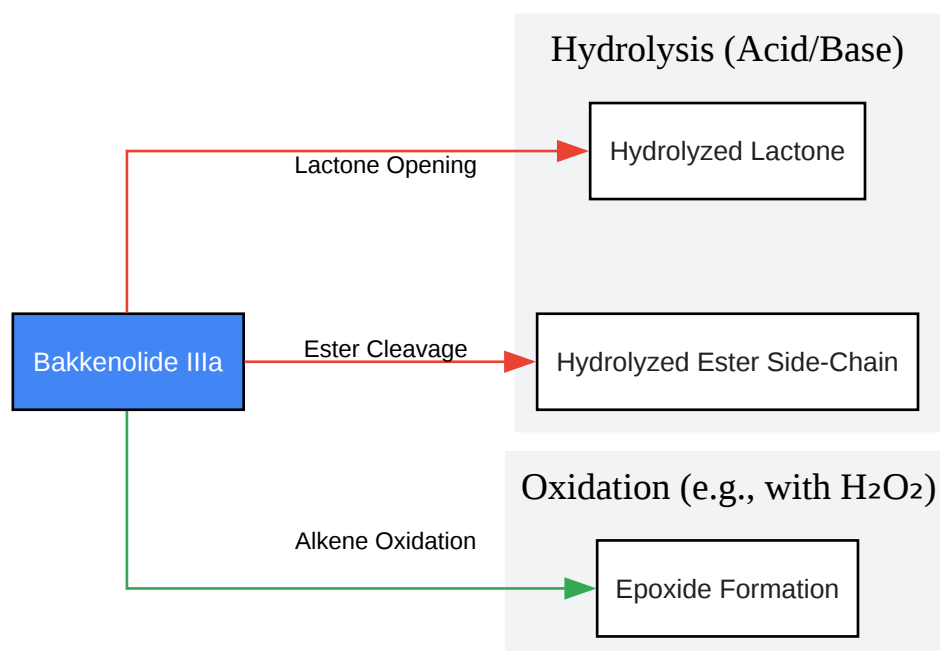 Hydrolysis (Acid/Base)
Lactone Opening
Hydrolyzed Lactone
Bakkenolide IIIa
Ester Cleavage
Hydrolyzed Ester Side-Chain
Oxidation (e.g., with H₂O₂)
Alkene Oxidation
Epoxide Formation